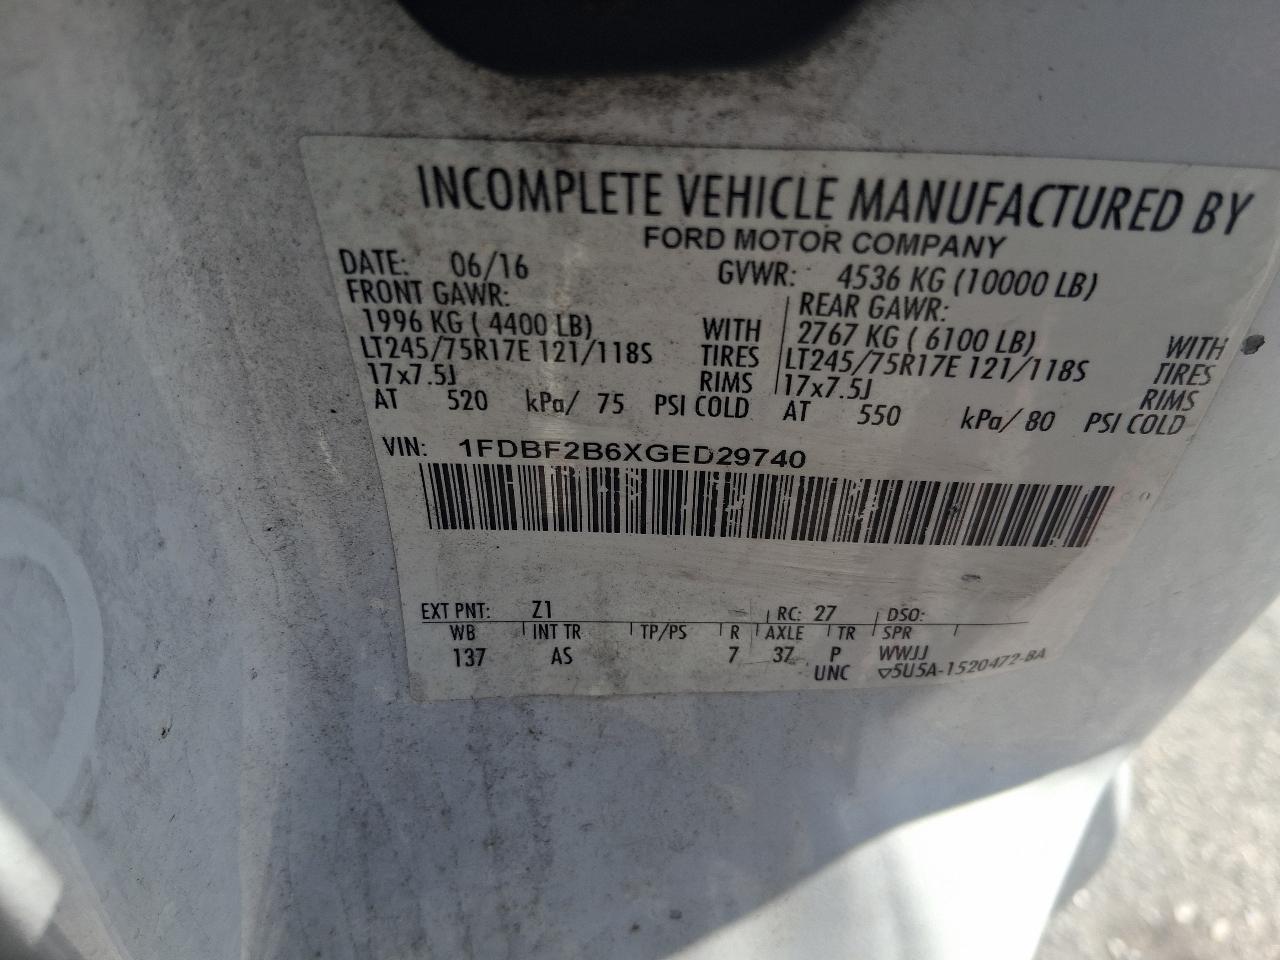 INCOMPLETE VEHICLE MANUFACTURED BY
FORD MOTOR COMPANY
DATE: 06/16 GVWR: 4536 KG (10000 LB)
FRONT GAWR: REAR GAWR:
1996 KG ( 4400 LB) WITH 2767 KG ( 6100 LB) WITH
LT245/75R17E 121/118S TIRES LT245/75R17E 121/118S TIRES
17x7.5J RIMS 17x7.5J RIMS
AT 520 kPa/ 75 PSI COLD AT 550 kPa/ 80 PSI COLD
VIN: 1FDBF2B6XGED29740
EXT PNT: Z1 RC: 27 DSO:
WB INT TR TP/PS R AXLE TR SPR
137 AS 7 37 P WWJJ
UNC ▽5U5A-1520472-BA